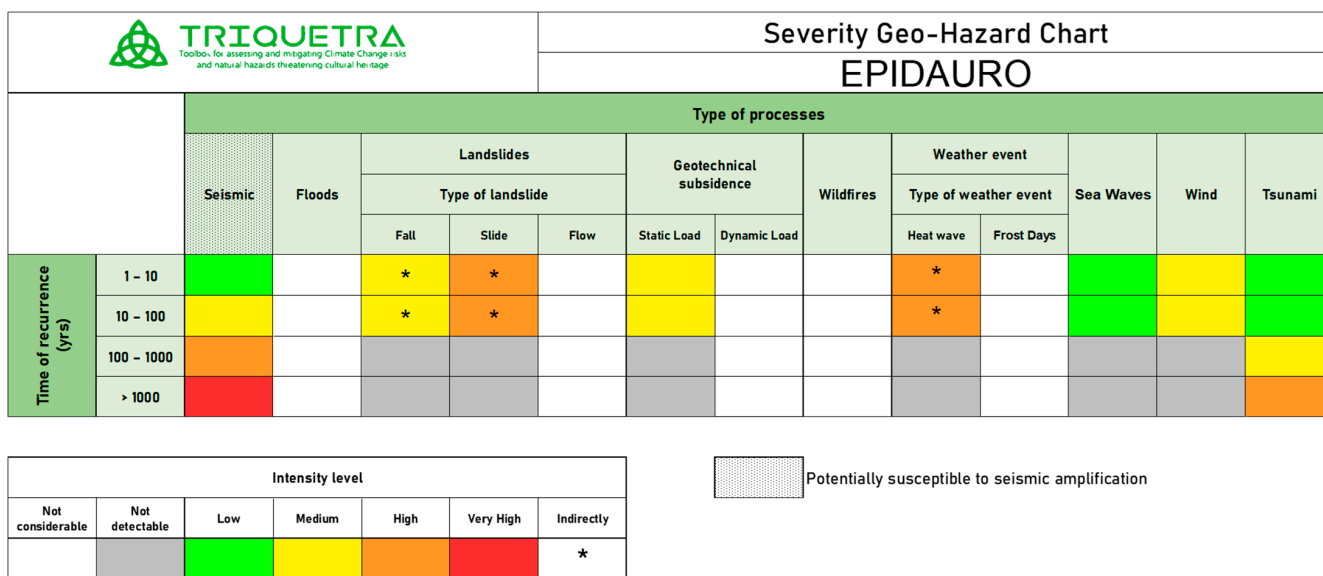 TRIQUETRA
Toolbox for assessing and mitigating Climate Change risks
and natural hazards threatening cultural heritage
Severity Geo-Hazard Chart
EPIDAURO
Type of processes
Seismic
Floods
Landslides
Type of landslide
Fall
Slide
Flow
Geotechnical
subsidence
Static Load
Dynamic Load
Wildfires
Weather event
Type of weather event
Heat wave
Frost Days
Sea Waves
Wind
Tsunami
Time of recurrence
(yrs)
1 - 10
* * *
10 - 100
* * *
100 - 1000
> 1000
Intensity level
Not
considerable
Not
detectable
Low
Medium
High
Very High
Indirectly
*
Potentially susceptible to seismic amplification